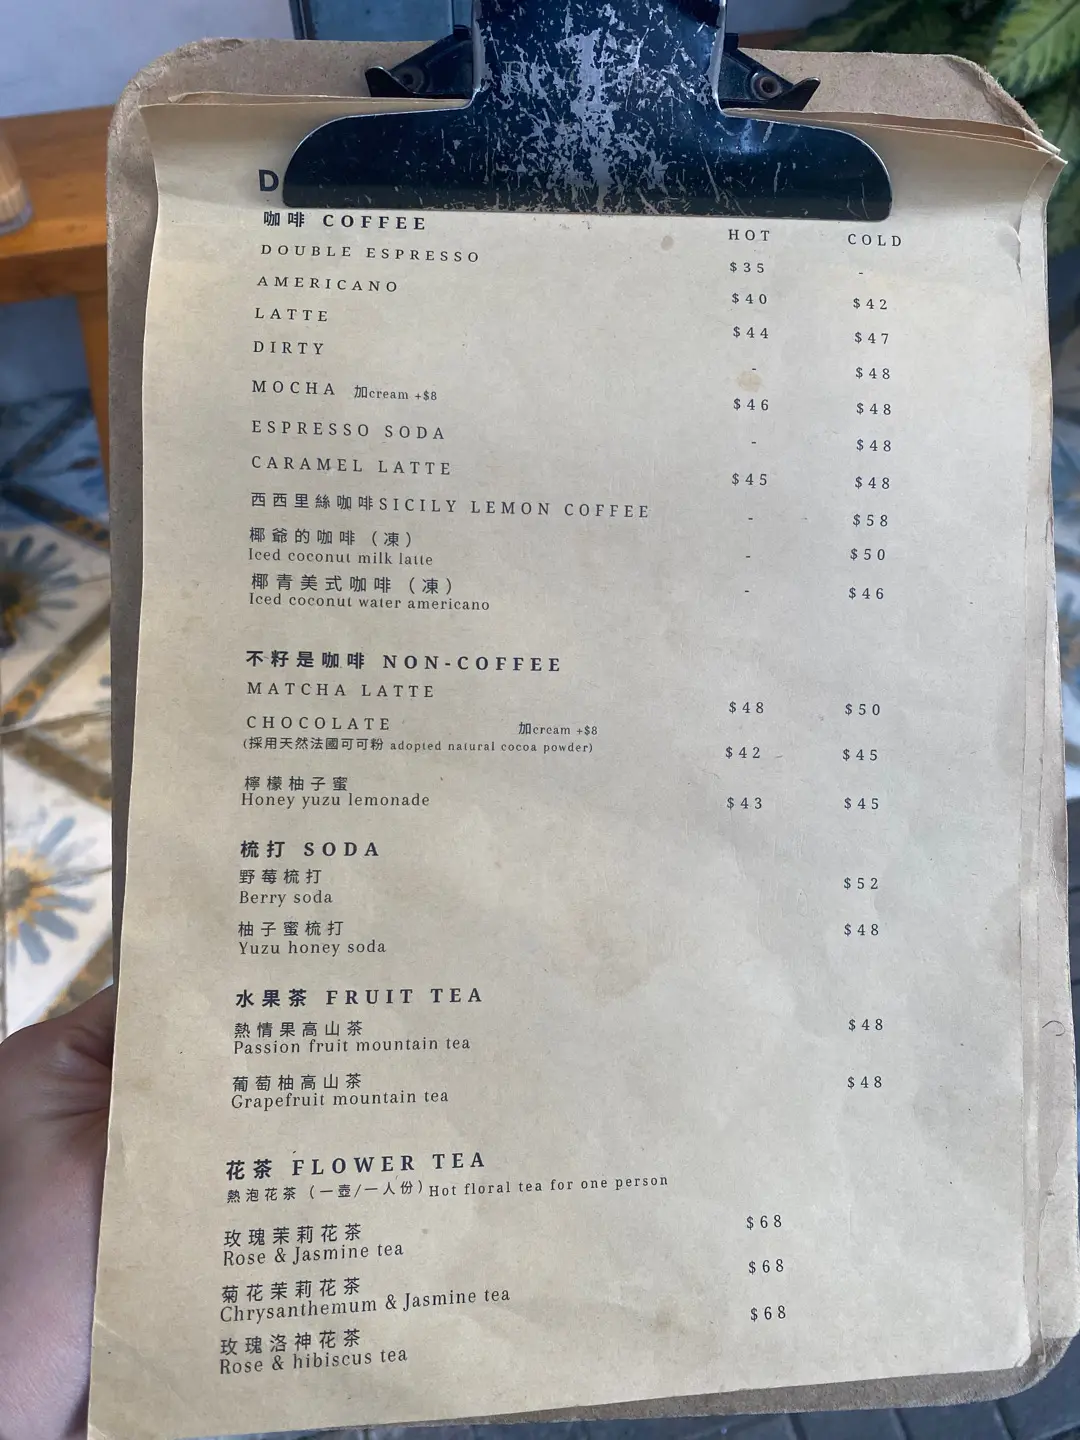 D
咖啡 COFFEE HOT COLD
DOUBLE ESPRESSO $35 -
AMERICANO $40 $42
LATTE $44 $47
DIRTY - $48
MOCHA 加cream +$8 $46 $48
ESPRESSO SODA - $48
CARAMEL LATTE $45 $48
西西里絲咖啡SICILY LEMON COFFEE - $58
椰爺的咖啡（凍） - $50
Iced coconut milk latte
椰青美式咖啡（凍） - $46
Iced coconut water americano
不籽是咖啡 NON-COFFEE
MATCHA LATTE $48 $50
CHOCOLATE 加cream +$8 $42 $45
(採用天然法國可可粉 adopted natural cocoa powder)
檸檬柚子蜜
Honey yuzu lemonade $43 $45
梳打 SODA
野莓梳打 $52
Berry soda
柚子蜜梳打 $48
Yuzu honey soda
水果茶 FRUIT TEA
熱情果高山茶 $48
Passion fruit mountain tea
葡萄柚高山茶 $48
Grapefruit mountain tea
花茶 FLOWER TEA
熱泡花茶（一壺/一人份）Hot floral tea for one person
玫瑰茉莉花茶 $68
Rose & Jasmine tea
菊花茉莉花茶 $68
Chrysanthemum & Jasmine tea
玫瑰洛神花茶 $68
Rose & hibiscus tea